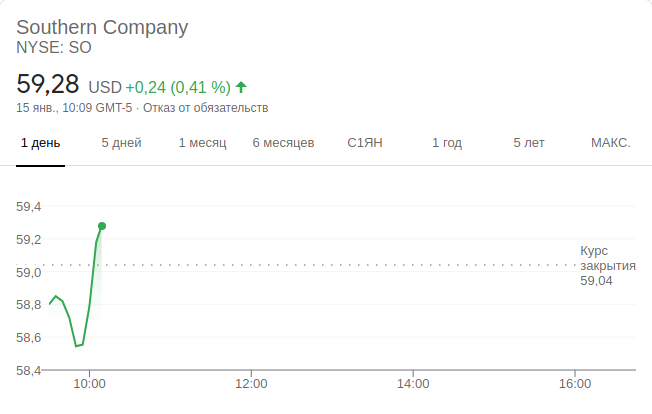 Southern Company
NYSE: SO
59,28 USD +0,24 (0,41 %)
15 янв., 10:09 GMT-5 · Отказ от обязательств
1 день 5 дней 1 месяц 6 месяцев С1ЯН 1 год 5 лет МАКС.
59,4
59,2
Курс
59,0 закрытия
59,04
58,8
58,6
58,4
10:00 12:00 14:00 16:00